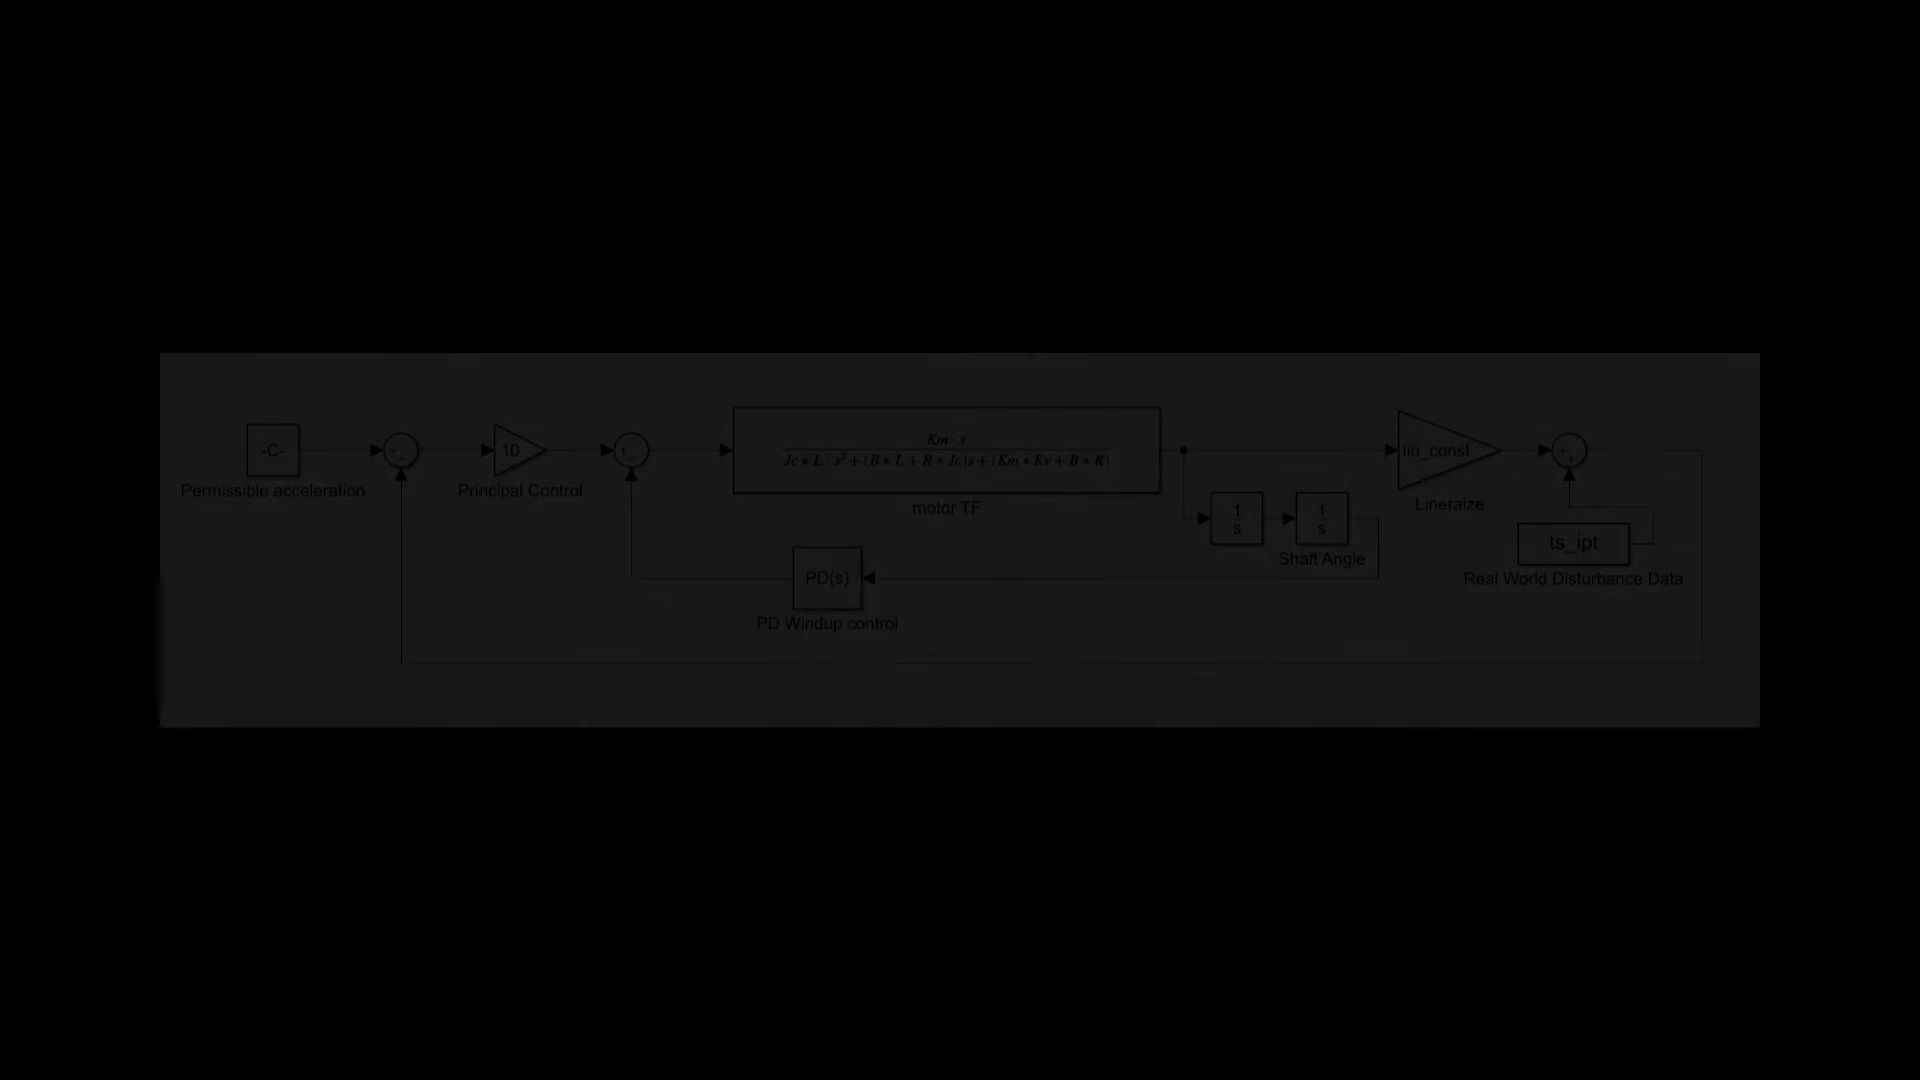 -C-
Permissible acceleration
+
-
10
Principal Control
+
-
Km · s
Jc * L · s² + (B * L + R * Jc)s + (Km * Kv + B * R)
motor TF
1
s
1
s
Shaft Angle
PD(s)
PD Windup control
lin_const
Lineraize
+
+
ts_ipt
Real World Disturbance Data